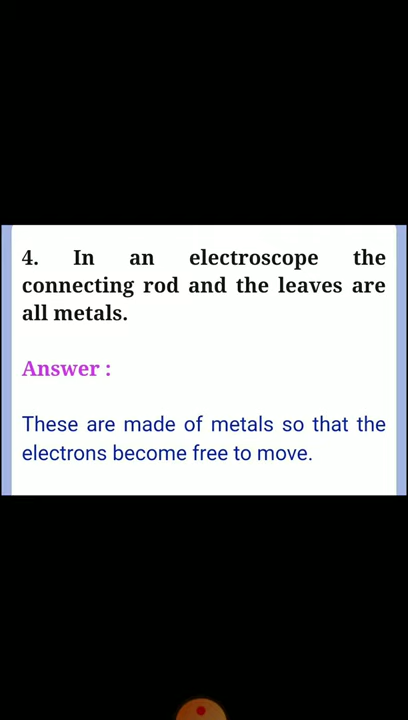 4. In an electroscope the
connecting rod and the leaves are
all metals.
Answer :
These are made of metals so that the
electrons become free to move.